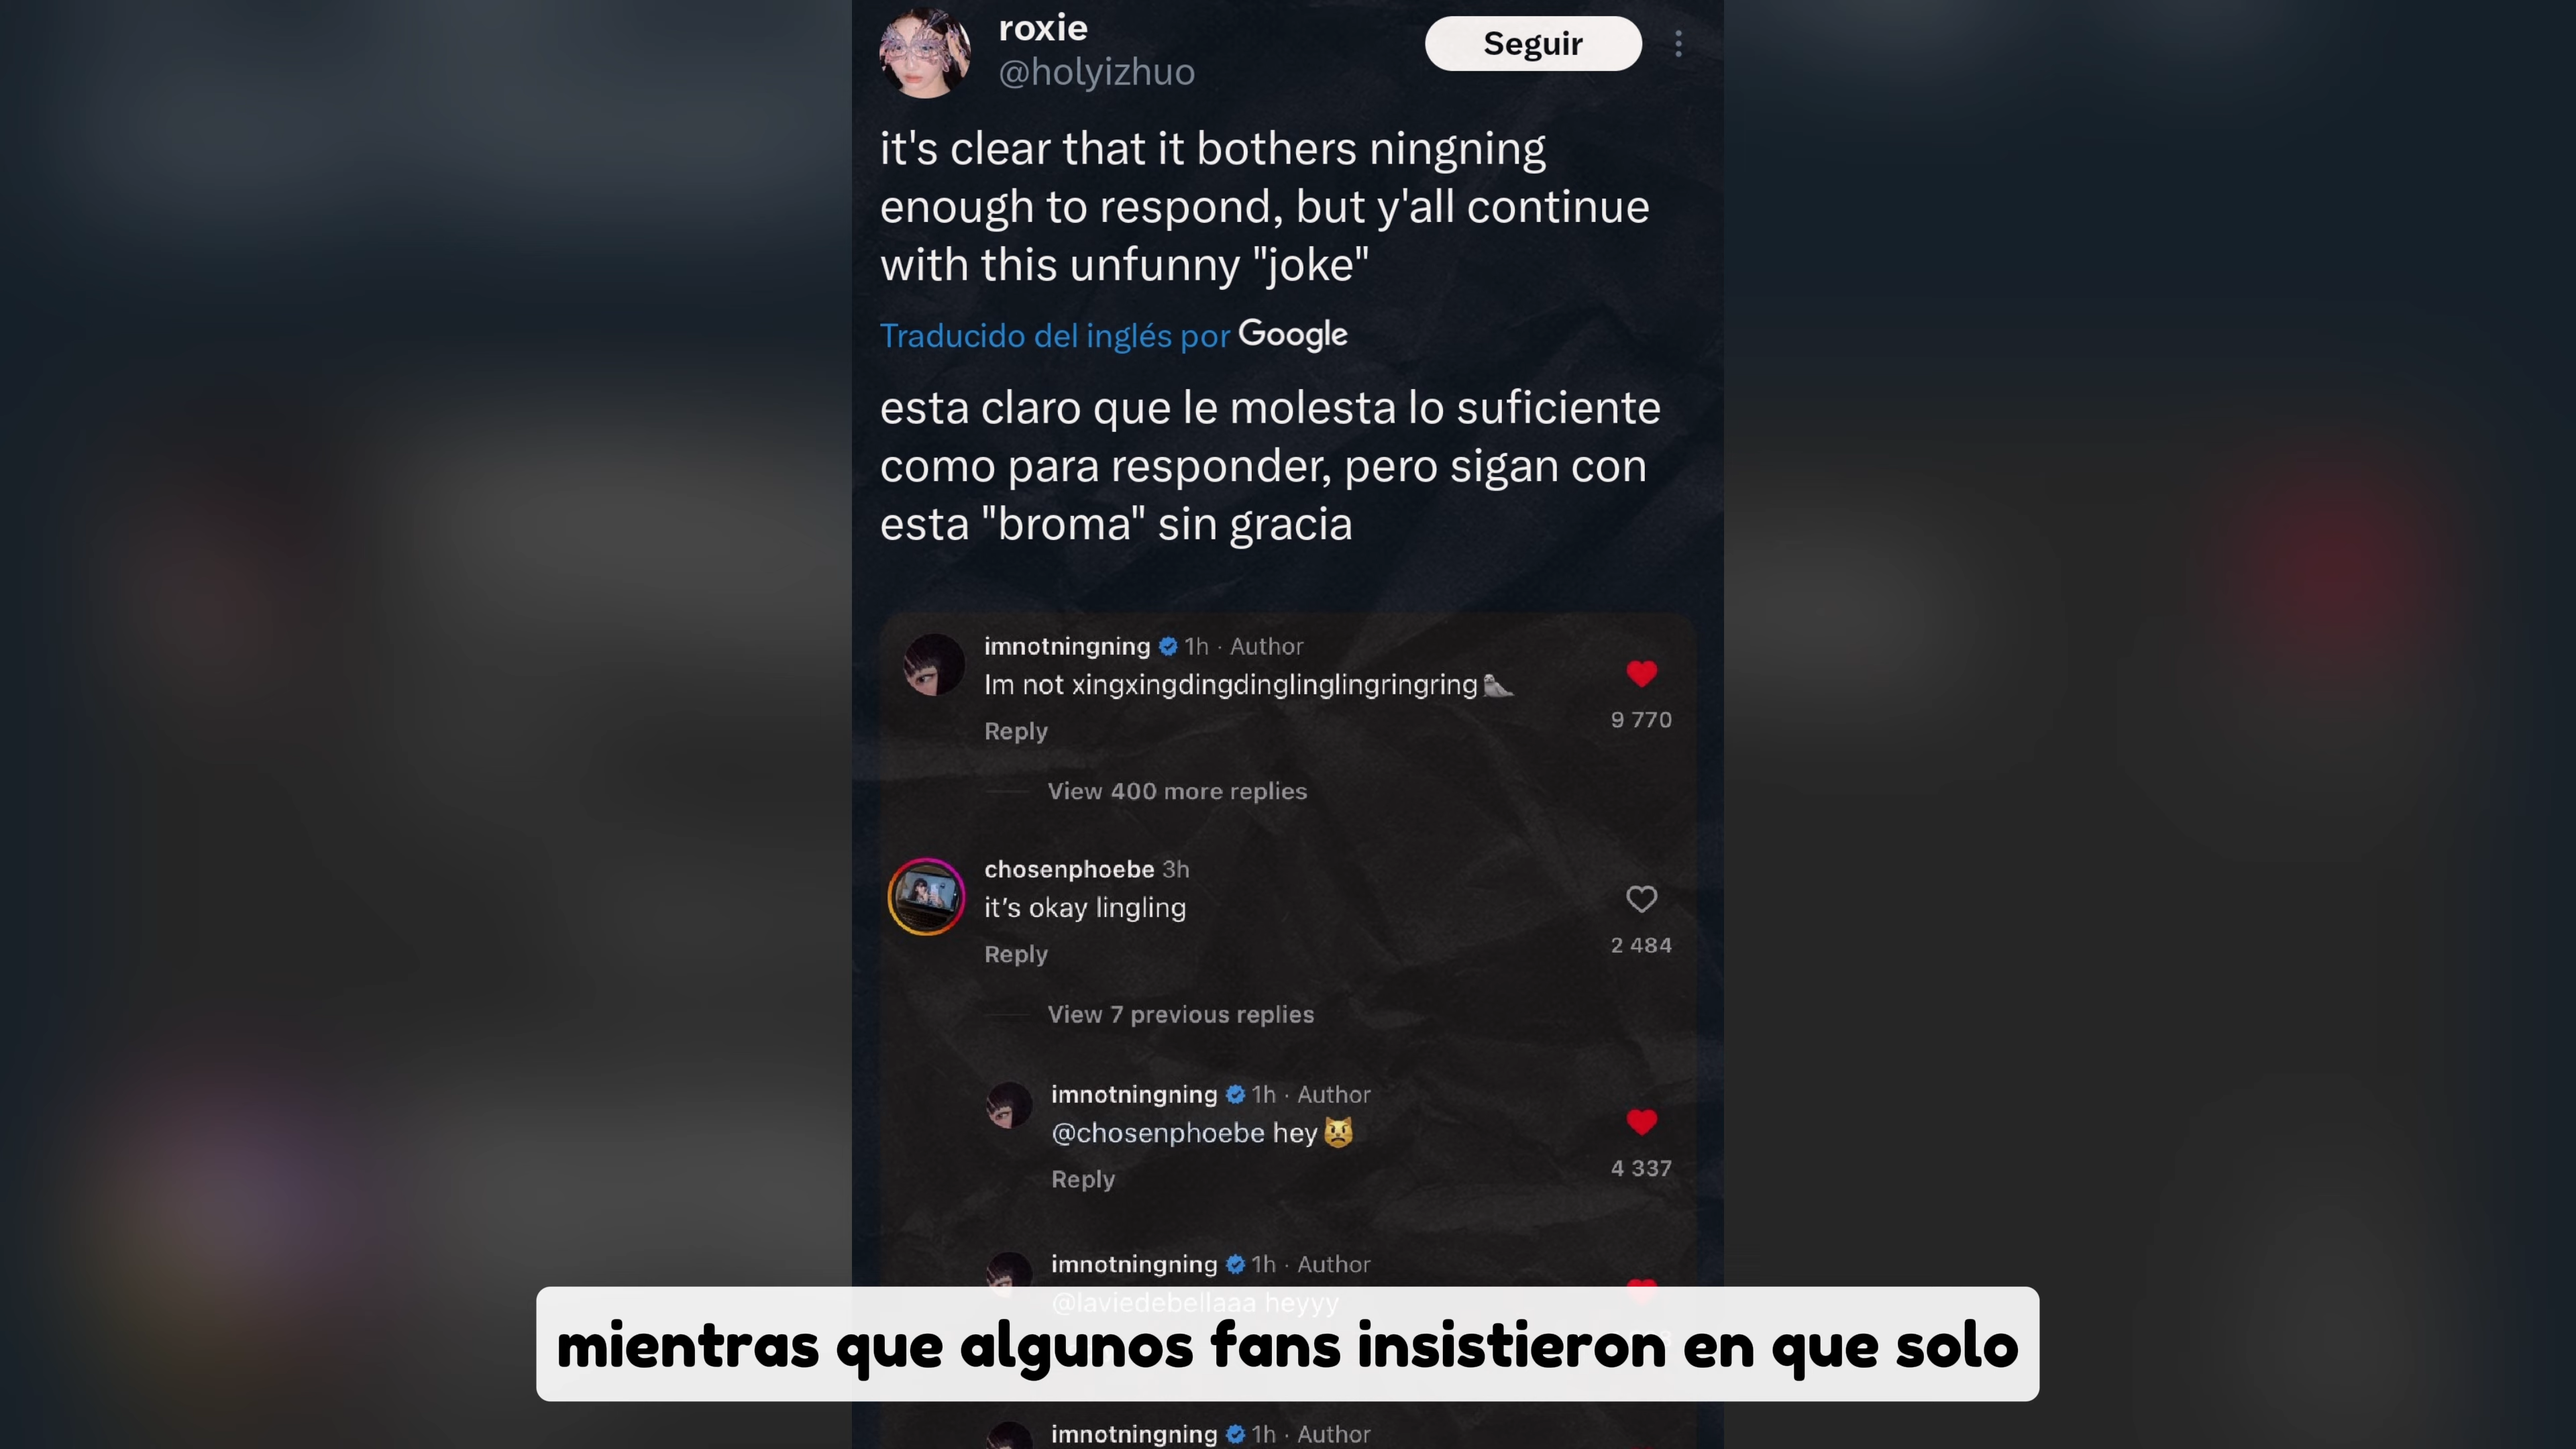 roxie
@holyizhuo
Seguir
it's clear that it bothers ningning
enough to respond, but y'all continue
with this unfunny "joke"
Traducido del inglés por Google
esta claro que le molesta lo suficiente
como para responder, pero sigan con
esta "broma" sin gracia
imnotningning 1h · Author
Im not xingxingdingdinglinglingringring
9 770
Reply
View 400 more replies
chosenphoebe 3h
it's okay lingling
2 484
Reply
View 7 previous replies
imnotningning 1h · Author
@chosenphoebe hey
4 337
Reply
imnotningning 1h · Author
@laviedebellaaa heyyy
mientras que algunos fans insistieron en que solo
imnotningning 1h · Author